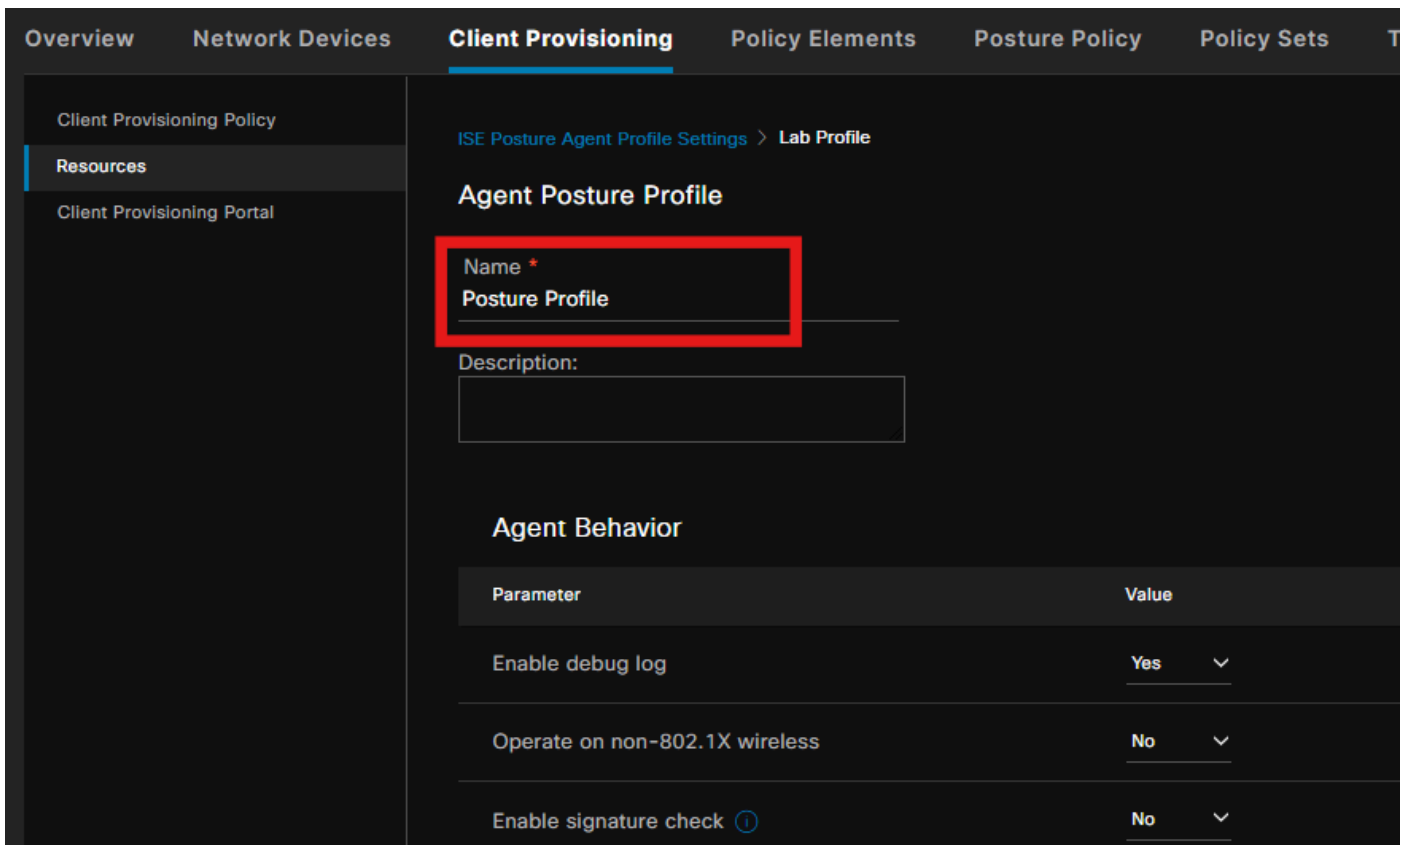 Overview Network Devices Client Provisioning Policy Elements Posture Policy Policy Sets T
Client Provisioning Policy
Resources
Client Provisioning Portal
ISE Posture Agent Profile Settings > Lab Profile
Agent Posture Profile
Name *
Posture Profile
Description:
Agent Behavior
Parameter Value
Enable debug log Yes
Operate on non-802.1X wireless No
Enable signature check No